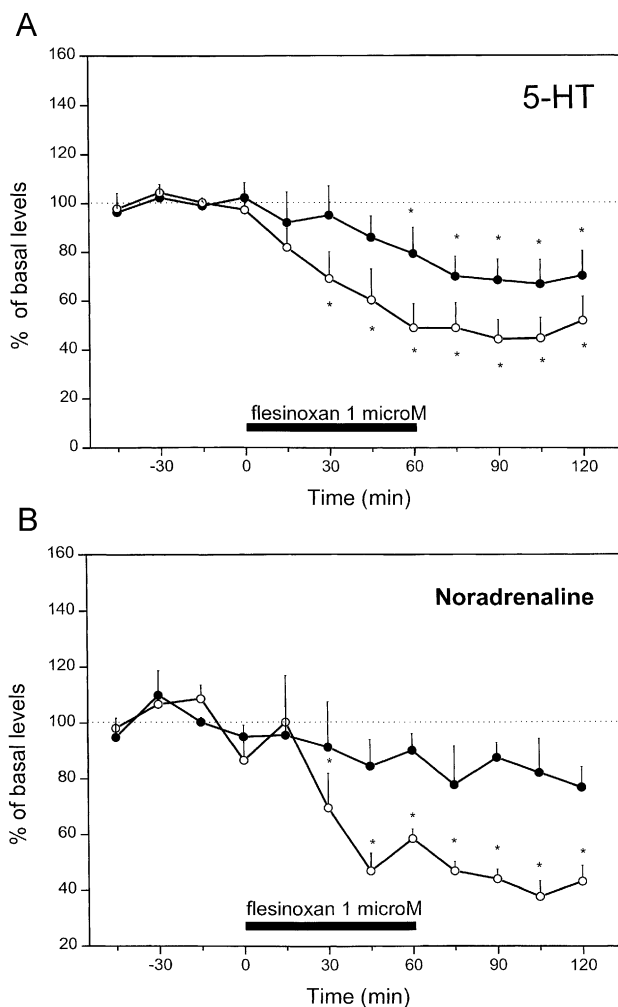 A
160
5-HT
140
120
100
80
60
40
20
0
% of basal levels
flesinoxan 1 microM
-30 0 30 60 90 120
Time (min)
B
160
Noradrenaline
140
120
100
80
60
40
20
% of basal levels
flesinoxan 1 microM
-30 0 30 60 90 120
Time (min)